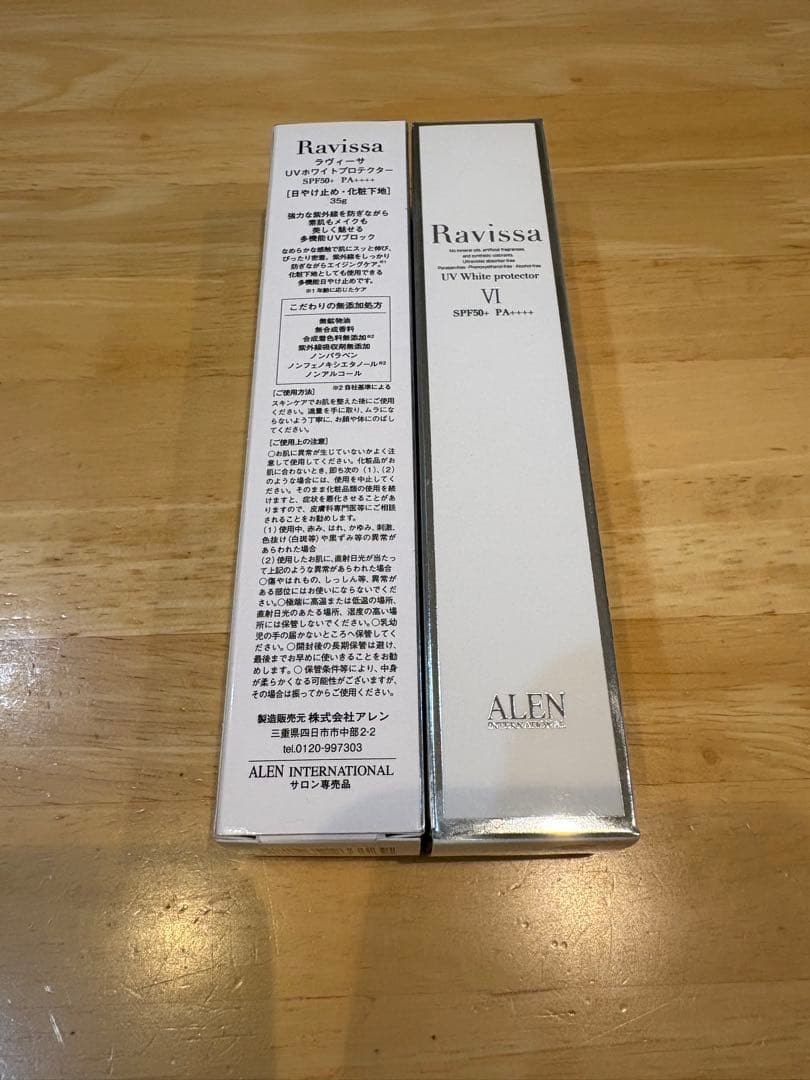 Ravissa
ラヴィーサ
UVホワイトプロテクター
SPF50+ PA++++
[日やけ止め・化粧下地]
35g
強力な紫外線を防ぎながら
素肌もメイクも
美しく魅せる
多機能UVブロック
なめらかな感触で肌にスッと伸び、
ぴったり密着。紫外線をしっかり
防ぎながらエイジングケア。※1
化粧下地としても使用できる
多機能日やけ止めです。
※1 年齢に応じたケア
こだわりの無添加処方
無鉱物油
無合成香料
合成着色料無添加※2
紫外線吸収剤無添加
ノンパラベン
ノンフェノキシエタノール※2
ノンアルコール
※2 自社基準による
[ご使用方法]
スキンケアでお肌を整えた後にご使用
ください。適量を手に取り、ムラにな
らないよう丁寧に、お顔や体にのばし
てください。
[ご使用上の注意]
○お肌に異常が生じていないかよく注
意して使用してください。化粧品がお
肌に合わないとき、即ち次の(1)、(2)
のような場合には、使用を中止してく
ださい。そのまま化粧品類の使用を続
けますと、症状を悪化させることがあ
りますので、皮膚科専門医等にご相談
されることをお勧めします。
(1)使用中、赤み、はれ、かゆみ、刺激、
色抜け(白斑等)や黒ずみ等の異常が
あらわれた場合
(2)使用したお肌に、直射日光が当たっ
て上記のような異常があらわれた場合
○傷やはれもの、しっしん等、異常が
ある部位にはお使いにならないでくだ
さい。○極端に高温または低温の場所、
直射日光のあたる場所、湿度の高い場
所には保管しないでください。○乳幼
児の手の届かないところへ保管してく
ださい。○開封後の長期保管は避け、
最後までお早めに使いきることをお勧
めします。○保管条件等により、中身
が柔らかくなる可能性がございますが、
その場合は振ってからご使用ください。
製造販売元 株式会社アレン
三重県四日市市中部2-2
tel.0120-997303
ALEN INTERNATIONAL
サロン専売品
Ravissa
No mineral oils, artificial fragrances,
and synthetic colorants.
Ultraviolet absorber-free
Paraben-free・Phenoxyethanol-free・Alcohol-free
UV White protector
VI
SPF50+ PA++++
ALEN
INTERNATIONAL